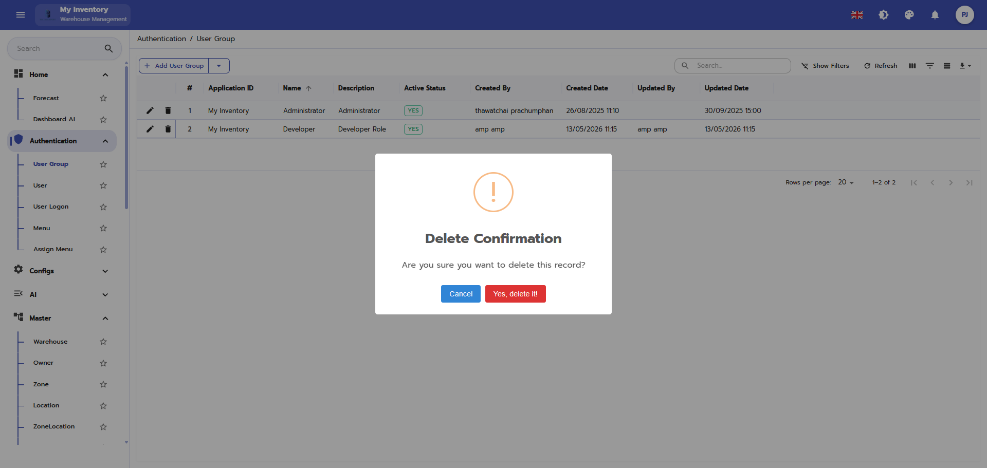 My Inventory
Warehouse Management
PJ
Search
Home
Forecast
Dashboard AI
Authentication
User Group
User
User Logon
Menu
Assign Menu
Configs
AI
Master
Warehouse
Owner
Zone
Location
ZoneLocation
Authentication / User Group
+ Add User Group
Search...
Show Filters
Refresh
# Application ID Name ↑ Description Active Status Created By Created Date Updated By Updated Date
1 My Inventory Administrator Administrator YES thawatchai prachumphan 26/08/2025 11:10 30/09/2025 15:00
2 My Inventory Developer Developer Role YES amp amp 13/05/2026 11:15 amp amp 13/05/2026 11:15
Rows per page: 20 1–2 of 2
!
Delete Confirmation
Are you sure you want to delete this record?
Cancel Yes, delete it!